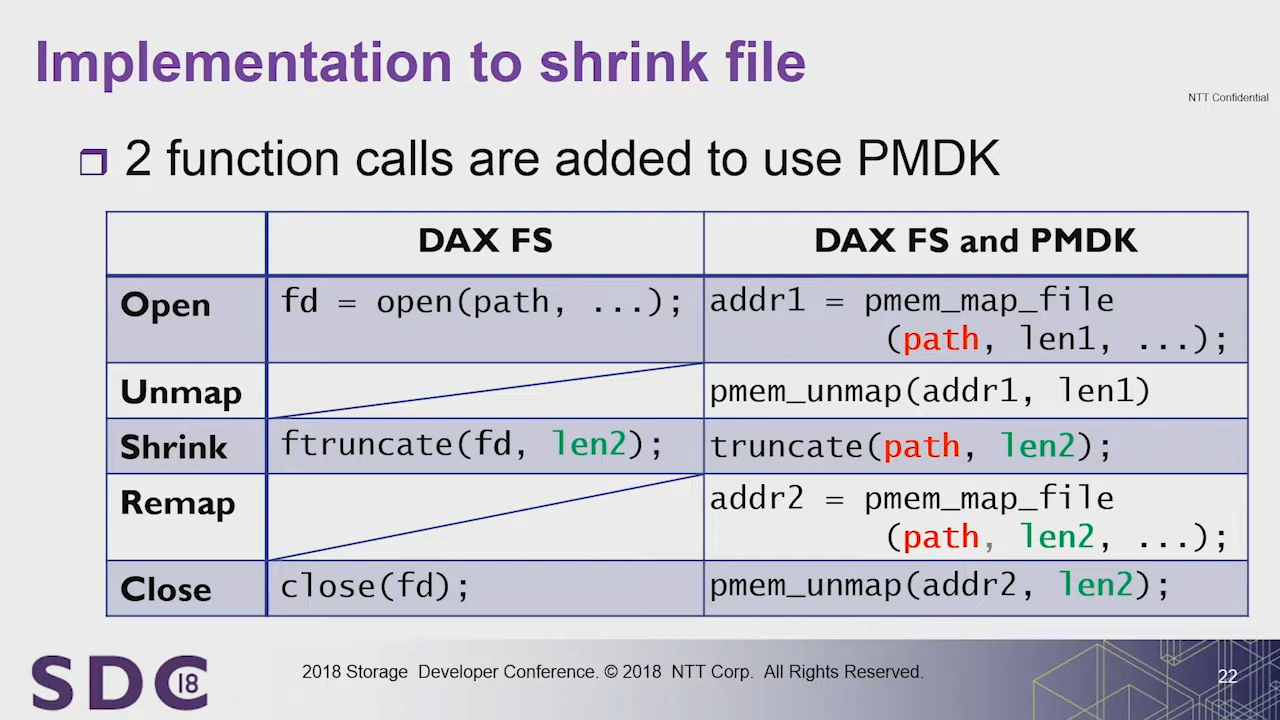 Implementation to shrink file
NTT Confidential
2 function calls are added to use PMDK
DAX FS
DAX FS and PMDK
Open
fd = open(path, ...);
addr1 = pmem_map_file
(path, len1, ...);
Unmap
pmem_unmap(addr1, len1)
Shrink
ftruncate(fd, len2);
truncate(path, len2);
Remap
addr2 = pmem_map_file
(path, len2, ...);
Close
close(fd);
pmem_unmap(addr2, len2);
SDC 18
2018 Storage Developer Conference. © 2018 NTT Corp. All Rights Reserved.
22